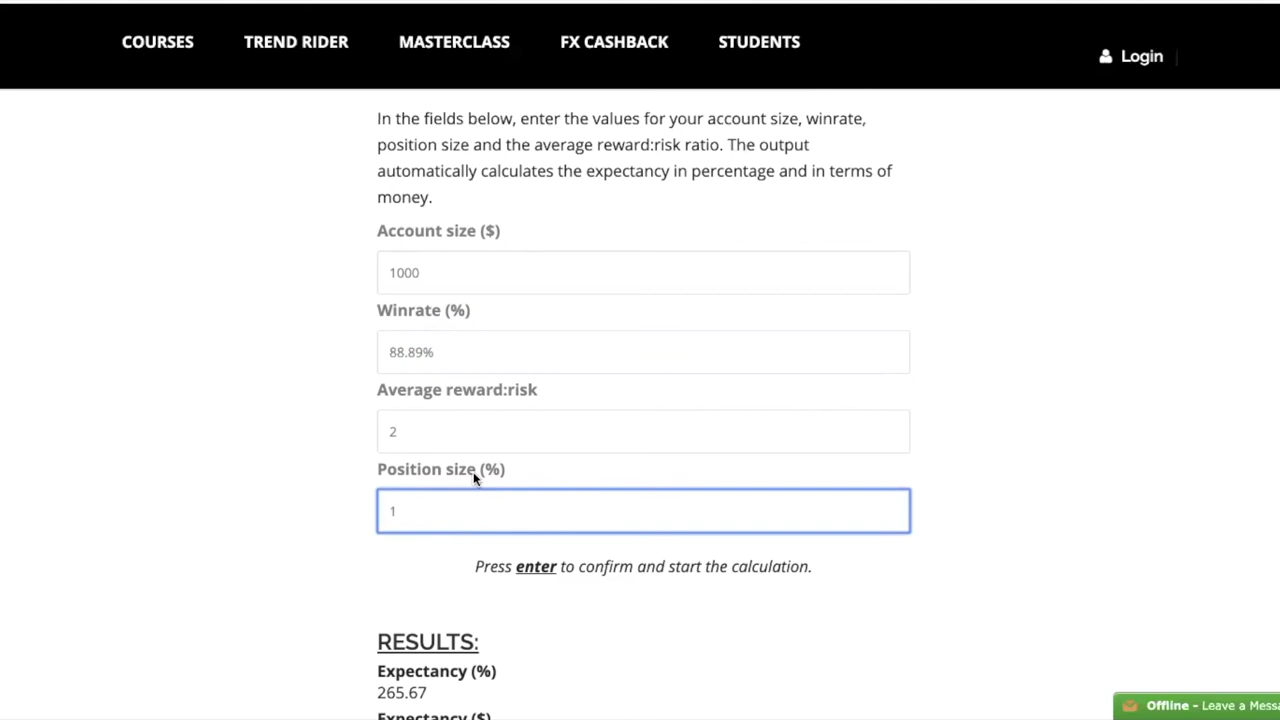 COURSES TREND RIDER MASTERCLASS FX CASHBACK STUDENTS Login
In the fields below, enter the values for your account size, winrate,
position size and the average reward:risk ratio. The output
automatically calculates the expectancy in percentage and in terms of
money.
Account size ($)
1000
Winrate (%)
88.89%
Average reward:risk
2
Position size (%)
1
Press enter to confirm and start the calculation.
RESULTS:
Expectancy (%)
265.67
Expectancy ($)
Offline - Leave a Messa